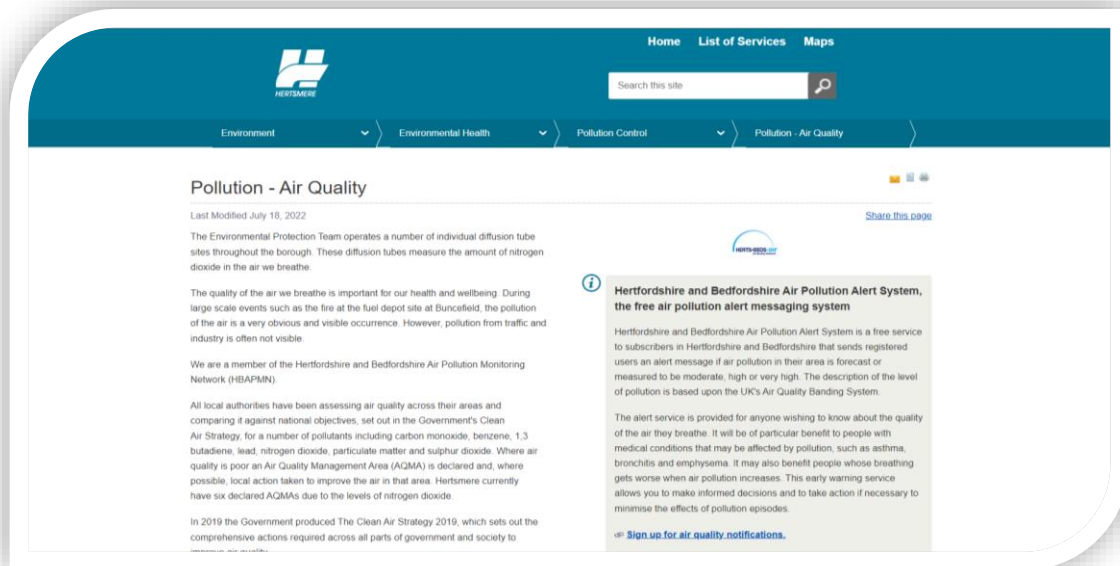 Home List of Services Maps
HERTSMERE
Search this site
Environment Environmental Health Pollution Control Pollution - Air Quality
Pollution - Air Quality
Last Modified July 18, 2022
Share this page
The Environmental Protection Team operates a number of individual diffusion tube
sites throughout the borough. These diffusion tubes measure the amount of nitrogen
dioxide in the air we breathe.
The quality of the air we breathe is important for our health and wellbeing. During
large scale events such as the fire at the fuel depot site at Buncefield, the pollution
of the air is a very obvious and visible occurrence. However, pollution from traffic and
industry is often not visible.
We are a member of the Hertfordshire and Bedfordshire Air Pollution Monitoring
Network (HBAPMN).
All local authorities have been assessing air quality across their areas and
comparing it against national objectives, set out in the Government's Clean
Air Strategy, for a number of pollutants including carbon monoxide, benzene, 1,3
butadiene, lead, nitrogen dioxide, particulate matter and sulphur dioxide. Where air
quality is poor an Air Quality Management Area (AQMA) is declared and, where
possible, local action taken to improve the air in that area. Hertsmere currently
have six declared AQMAs due to the levels of nitrogen dioxide.
In 2019 the Government produced The Clean Air Strategy 2019, which sets out the
comprehensive actions required across all parts of government and society to
improve air quality.
HERTS-BEDS-air
Hertfordshire and Bedfordshire Air Pollution Alert System,
the free air pollution alert messaging system
Hertfordshire and Bedfordshire Air Pollution Alert System is a free service
to subscribers in Hertfordshire and Bedfordshire that sends registered
users an alert message if air pollution in their area is forecast or
measured to be moderate, high or very high. The description of the level
of pollution is based upon the UK's Air Quality Banding System.
The alert service is provided for anyone wishing to know about the quality
of the air they breathe. It will be of particular benefit to people with
medical conditions that may be affected by pollution, such as asthma,
bronchitis and emphysema. It may also benefit people whose breathing
gets worse when air pollution increases. This early warning service
allows you to make informed decisions and to take action if necessary to
minimise the effects of pollution episodes.
Sign up for air quality notifications.